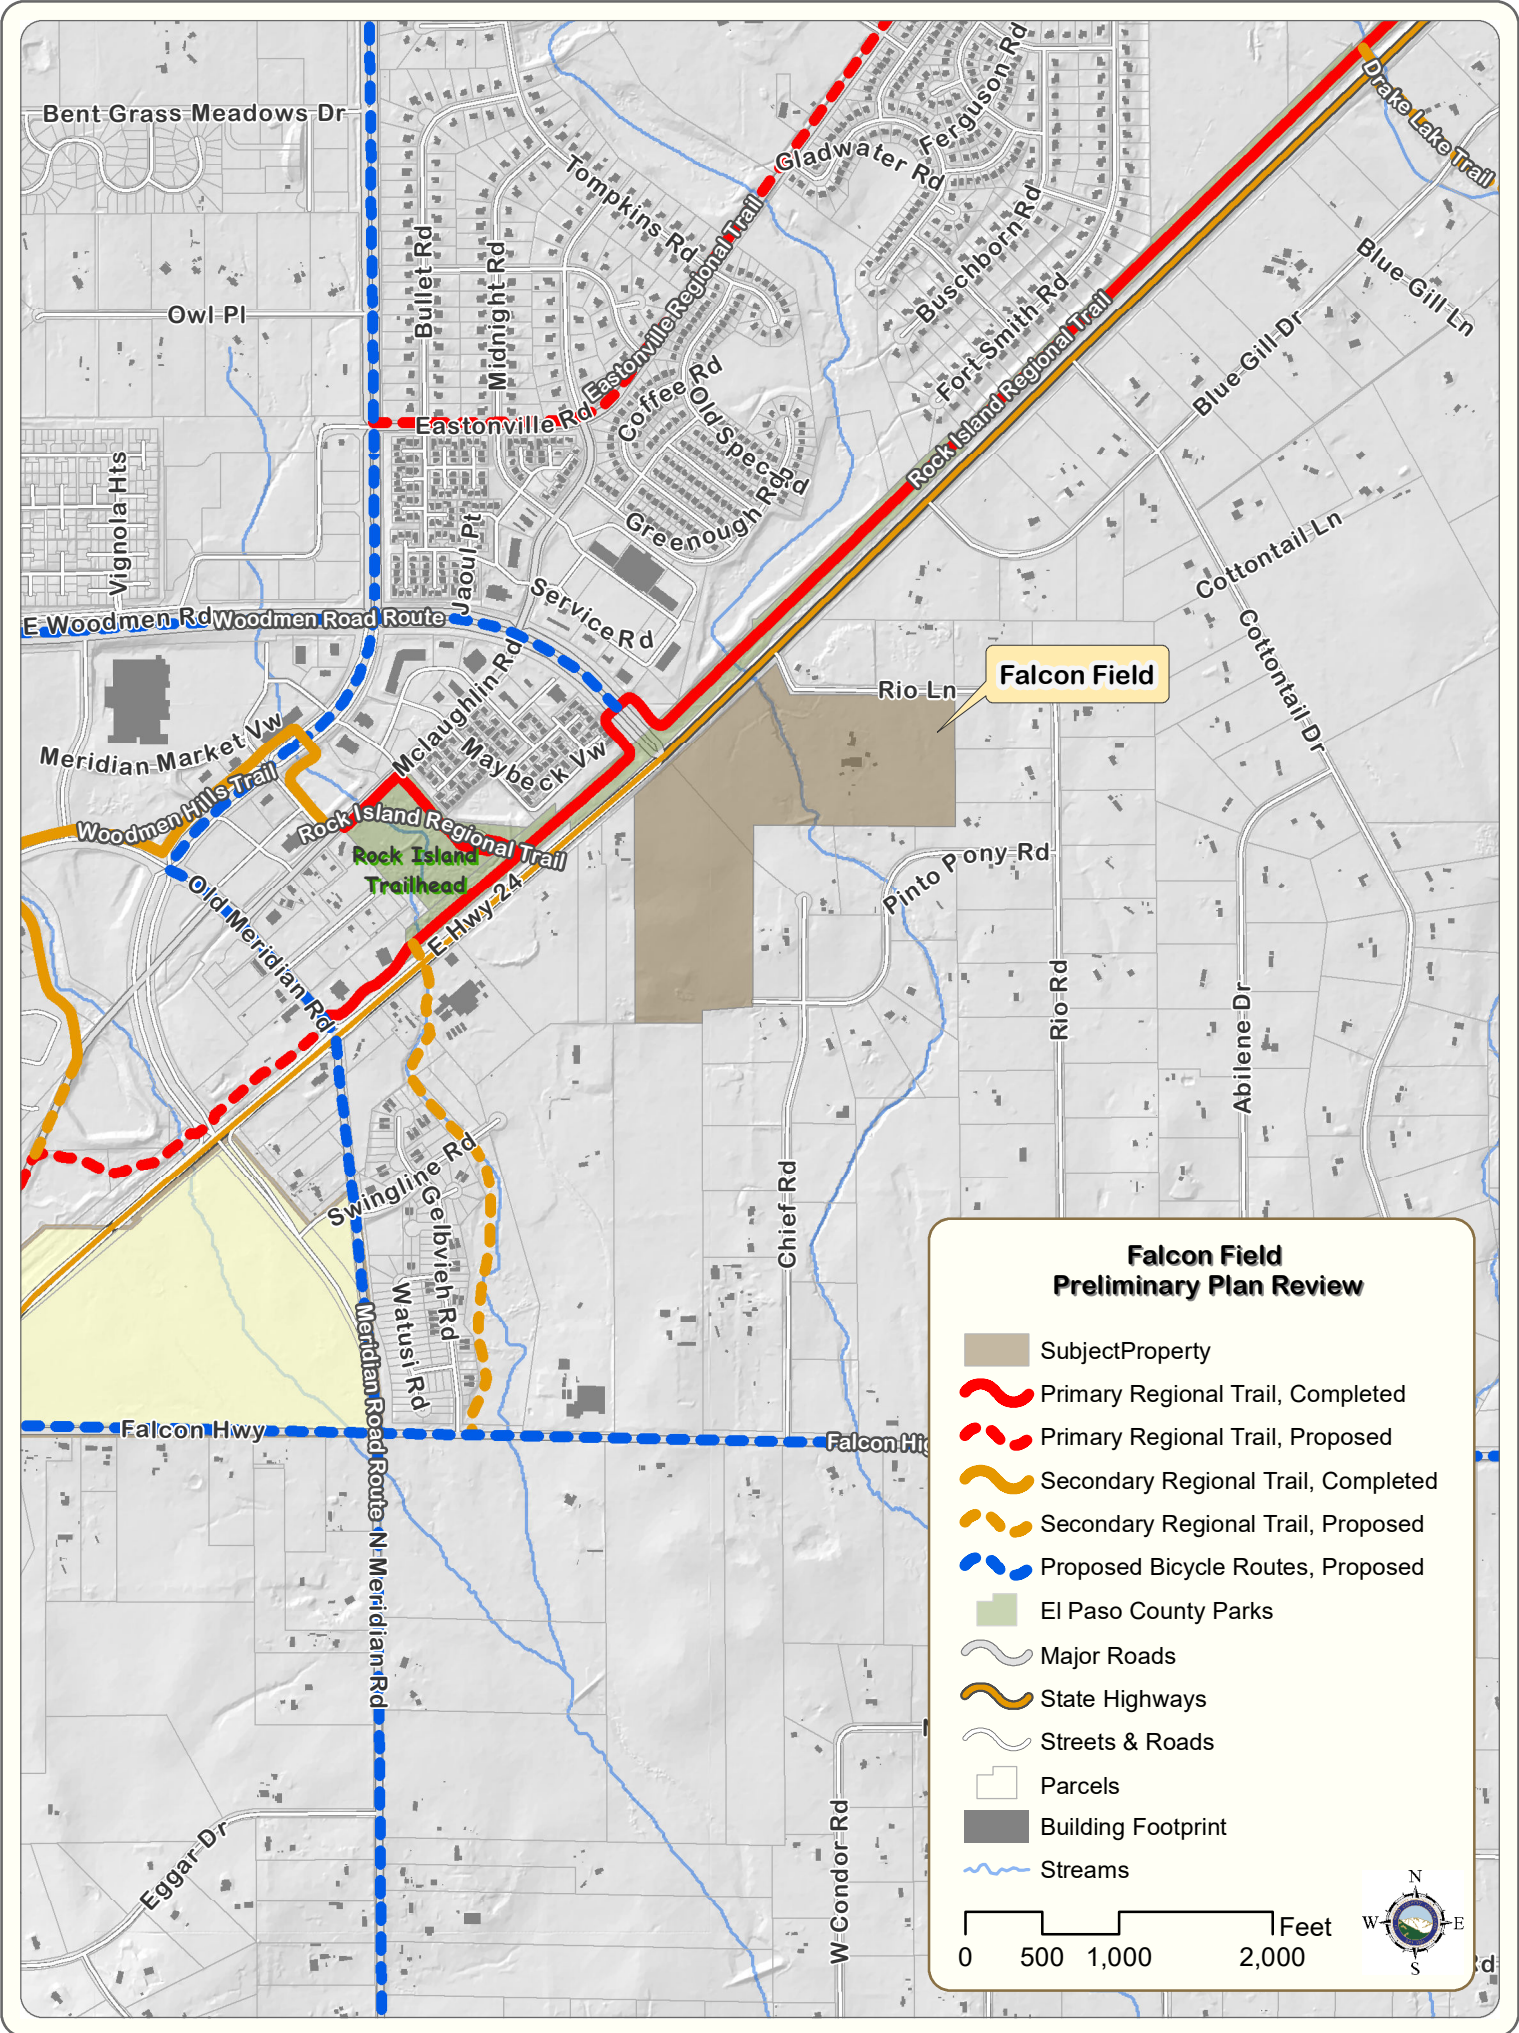 Bent Grass Meadows Dr
Ferguson Rd
Drake Lake Trail
Gladwater Rd
Tompkins Rd
Eastonville Regional Trail
Bullet Rd
Midnight Rd
Buschborn Rd
Blue Gill Ln
Owl Pl
Fort Smith Rd
Rock Island Regional Trail
Blue Gill Dr
Coffee Rd
Eastonville Rd
Old Spec Rd
Vignola Hts
Greenough Rd
Jaoul Pt
Cottontail Ln
Service Rd
E Woodmen Rd
Woodmen Road Route
Cottontail Dr
Falcon Field
Rio Ln
Mclaughlin Rd
Meridian Market Vw
Maybeck Vw
Woodmen Hills Trail
Rock Island Regional Trail
Rock Island
Trailhead
Pinto Pony Rd
Old Meridian Rd
E Hwy 24
Rio Rd
Abilene Dr
Swingline Rd
Gelbvieh Rd
Chief Rd
Watusi Rd
Meridian Road Route
Falcon Hwy
Falcon Hig
N Meridian Rd
W Condor Rd
Eggar Dr
Falcon Field
Preliminary Plan Review
SubjectProperty
Primary Regional Trail, Completed
Primary Regional Trail, Proposed
Secondary Regional Trail, Completed
Secondary Regional Trail, Proposed
Proposed Bicycle Routes, Proposed
El Paso County Parks
Major Roads
State Highways
Streets & Roads
Parcels
Building Footprint
Streams
Feet
0 500 1,000 2,000
N
W E
S
Rd